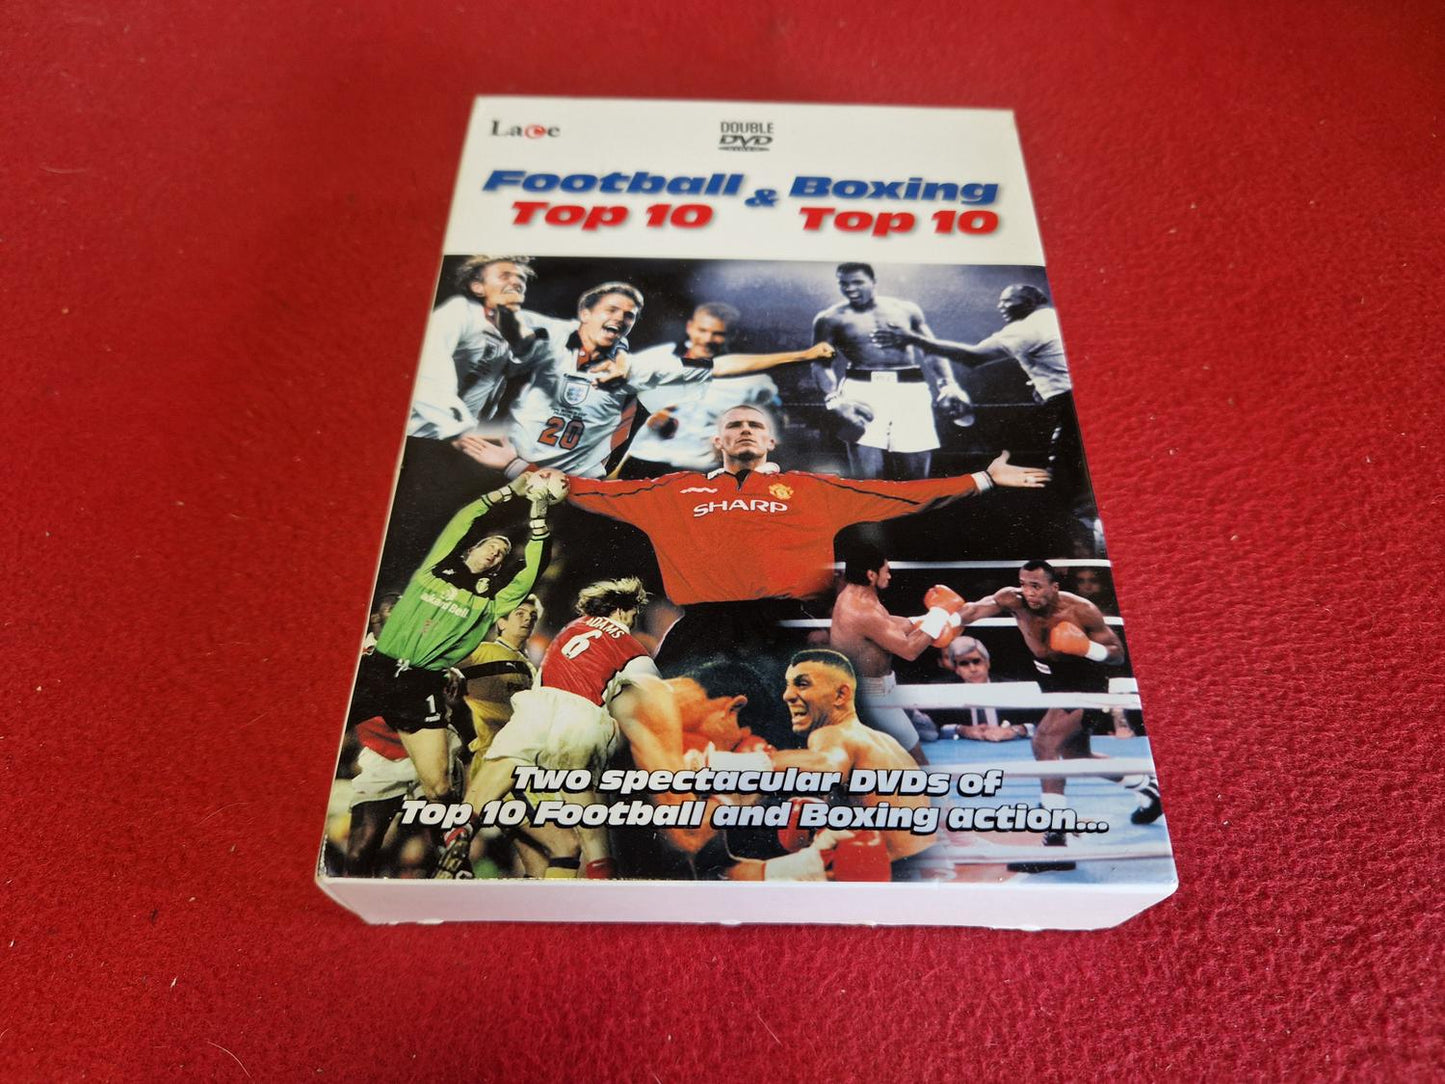 Lace
DOUBLE
DVD
VIDEO
Football & Boxing
Top 10 Top 10
20
SHARP
ADAMS
6
1
Two spectacular DVDs of
Top 10 Football and Boxing action...